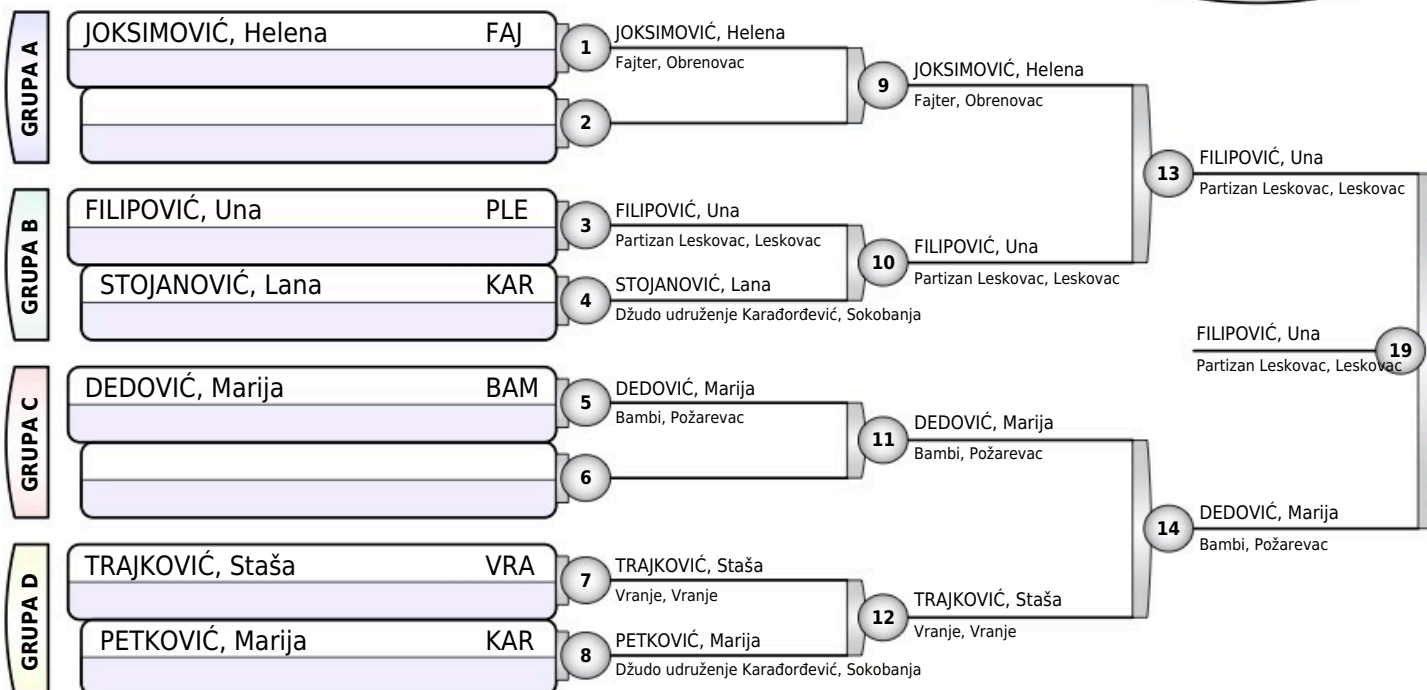 GRUPA A
JOKSIMOVIĆ, Helena FAJ
1
JOKSIMOVIĆ, Helena
Fajter, Obrenovac
2
9
JOKSIMOVIĆ, Helena
Fajter, Obrenovac
GRUPA B
FILIPOVIĆ, Una PLE
3
FILIPOVIĆ, Una
Partizan Leskovac, Leskovac
STOJANOVIĆ, Lana KAR
4
STOJANOVIĆ, Lana
Džudo udruženje Karađorđević, Sokobanja
10
FILIPOVIĆ, Una
Partizan Leskovac, Leskovac
13
FILIPOVIĆ, Una
Partizan Leskovac, Leskovac
FILIPOVIĆ, Una
Partizan Leskovac, Leskovac
19
GRUPA C
DEDOVIĆ, Marija BAM
5
DEDOVIĆ, Marija
Bambi, Požarevac
6
11
DEDOVIĆ, Marija
Bambi, Požarevac
GRUPA D
TRAJKOVIĆ, Staša VRA
7
TRAJKOVIĆ, Staša
Vranje, Vranje
PETKOVIĆ, Marija KAR
8
PETKOVIĆ, Marija
Džudo udruženje Karađorđević, Sokobanja
12
TRAJKOVIĆ, Staša
Vranje, Vranje
14
DEDOVIĆ, Marija
Bambi, Požarevac